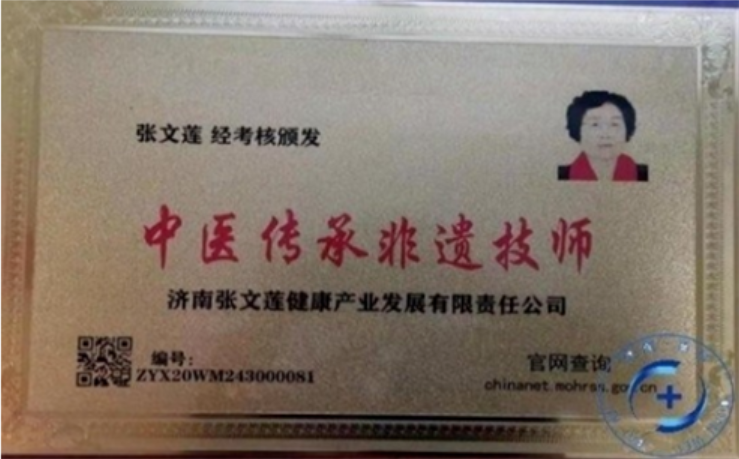 张文莲 经考核颁发
中医传承非遗技师
济南张文莲健康产业发展有限责任公司
编号:
ZYX20WM243000081
官网查询
chinanet.mohrss.gov.cn